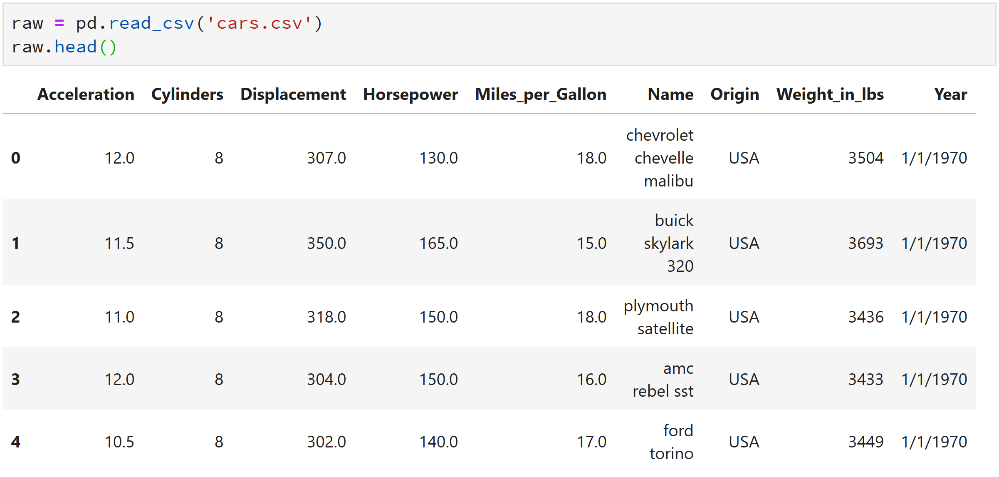 raw = pd.read_csv('cars.csv')
raw.head()
Acceleration Cylinders Displacement Horsepower Miles_per_Gallon Name Origin Weight_in_lbs Year
0 12.0 8 307.0 130.0 18.0 chevrolet chevelle malibu USA 3504 1/1/1970
1 11.5 8 350.0 165.0 15.0 buick skylark 320 USA 3693 1/1/1970
2 11.0 8 318.0 150.0 18.0 plymouth satellite USA 3436 1/1/1970
3 12.0 8 304.0 150.0 16.0 amc rebel sst USA 3433 1/1/1970
4 10.5 8 302.0 140.0 17.0 ford torino USA 3449 1/1/1970